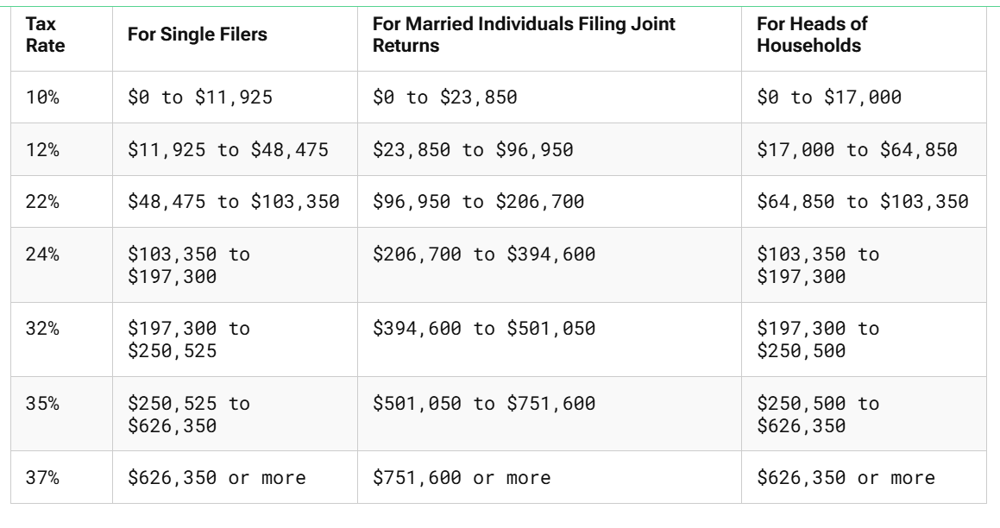 Tax
Rate
For Single Filers
For Married Individuals Filing Joint
Returns
For Heads of
Households
10%
$0 to $11,925
$0 to $23,850
$0 to $17,000
12%
$11,925 to $48,475
$23,850 to $96,950
$17,000 to $64,850
22%
$48,475 to $103,350
$96,950 to $206,700
$64,850 to $103,350
24%
$103,350 to
$197,300
$206,700 to $394,600
$103,350 to
$197,300
32%
$197,300 to
$250,525
$394,600 to $501,050
$197,300 to
$250,500
35%
$250,525 to
$626,350
$501,050 to $751,600
$250,500 to
$626,350
37%
$626,350 or more
$751,600 or more
$626,350 or more